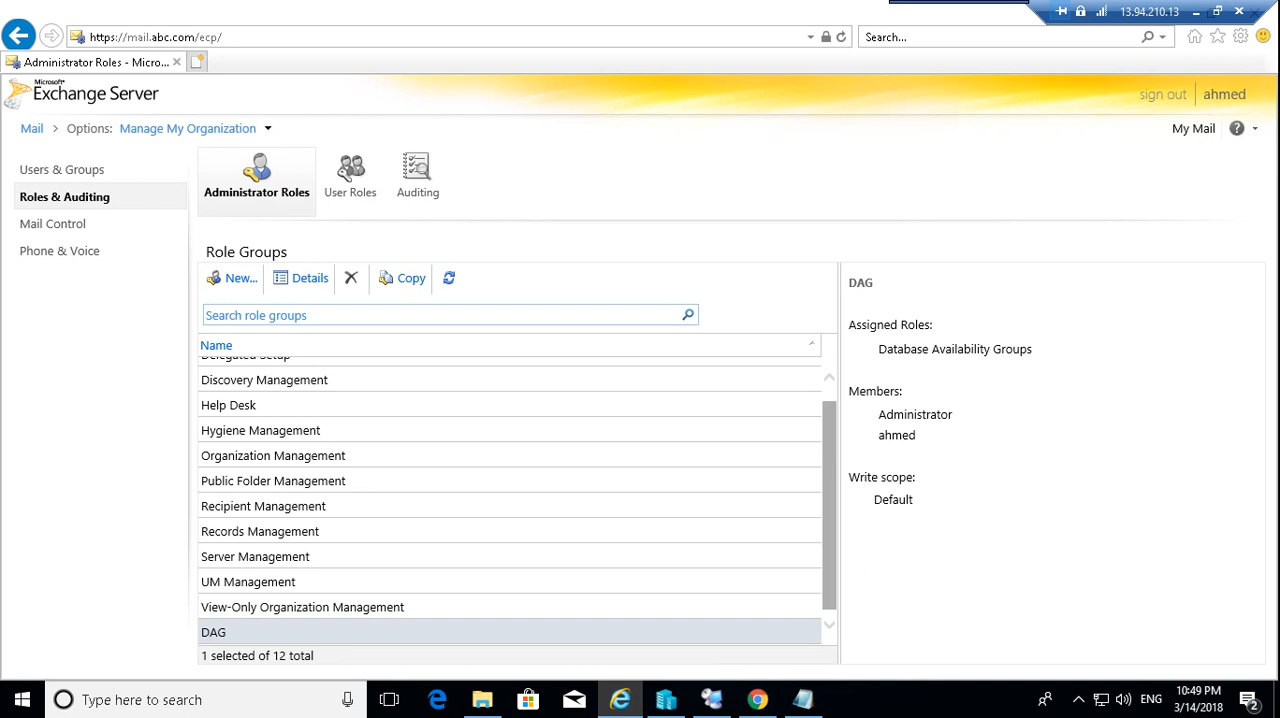 13.94.210.13
https://mail.abc.com/ecp/
Search...
Administrator Roles - Micro...
Microsoft
Exchange Server
sign out
ahmed
Mail > Options: Manage My Organization
My Mail
Users & Groups
Roles & Auditing
Mail Control
Phone & Voice
Administrator Roles
User Roles
Auditing
Role Groups
New...
Details
Copy
Search role groups
Name
Delegated Setup
Discovery Management
Help Desk
Hygiene Management
Organization Management
Public Folder Management
Recipient Management
Records Management
Server Management
UM Management
View-Only Organization Management
DAG
1 selected of 12 total
DAG
Assigned Roles:
Database Availability Groups
Members:
Administrator
ahmed
Write scope:
Default
Type here to search
ENG
10:49 PM
3/14/2018
2